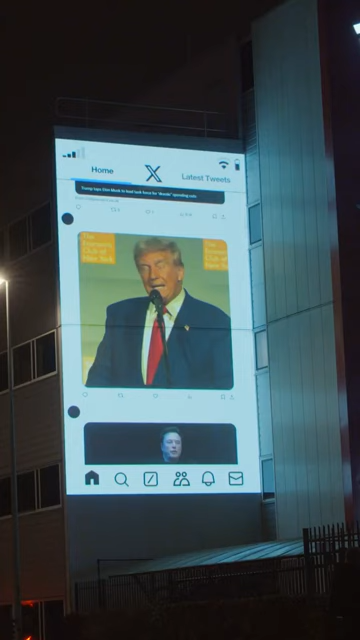 Home
X
Latest Tweets
Trump taps Elon Musk to lead task force for "drastic" spending cuts.
The
Economic
Club of
New York
The
Economic
Club of
New Yo